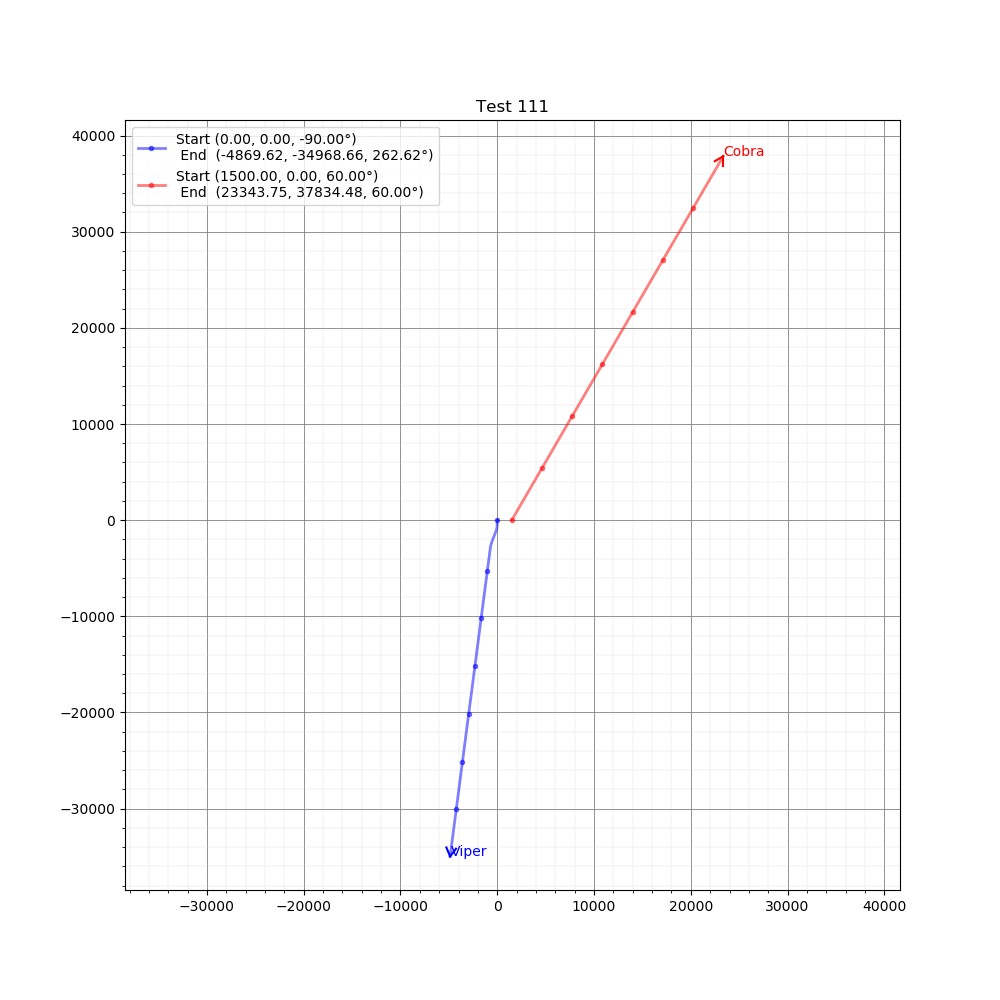 Test 111
Start (0.00, 0.00, -90.00°)
End (-4869.62, -34968.66, 262.62°)
Start (1500.00, 0.00, 60.00°)
End (23343.75, 37834.48, 60.00°)
Cobra
Viper
40000
30000
20000
10000
0
−10000
−20000
−30000
−30000 −20000 −10000 0 10000 20000 30000 40000